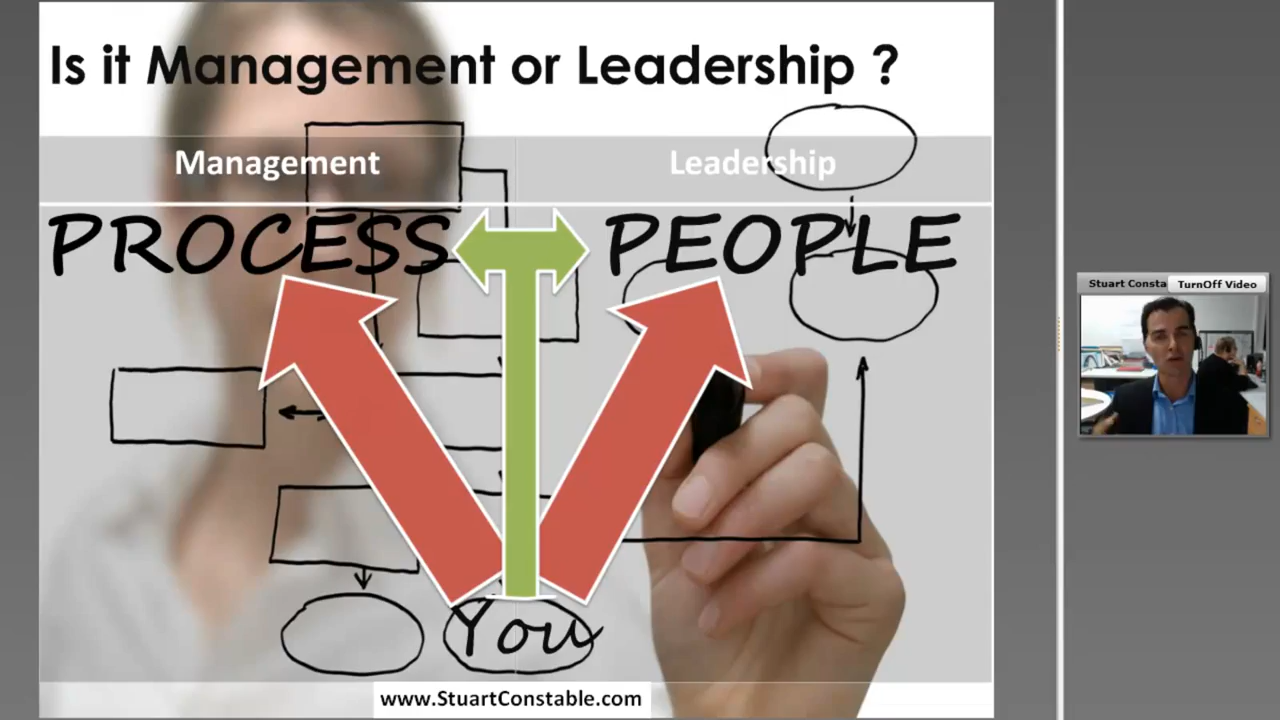 Is it Management or Leadership ?
Management
Leadership
PROCESS
PEOPLE
Stuart Consta
TurnOff Video
You
www.StuartConstable.com